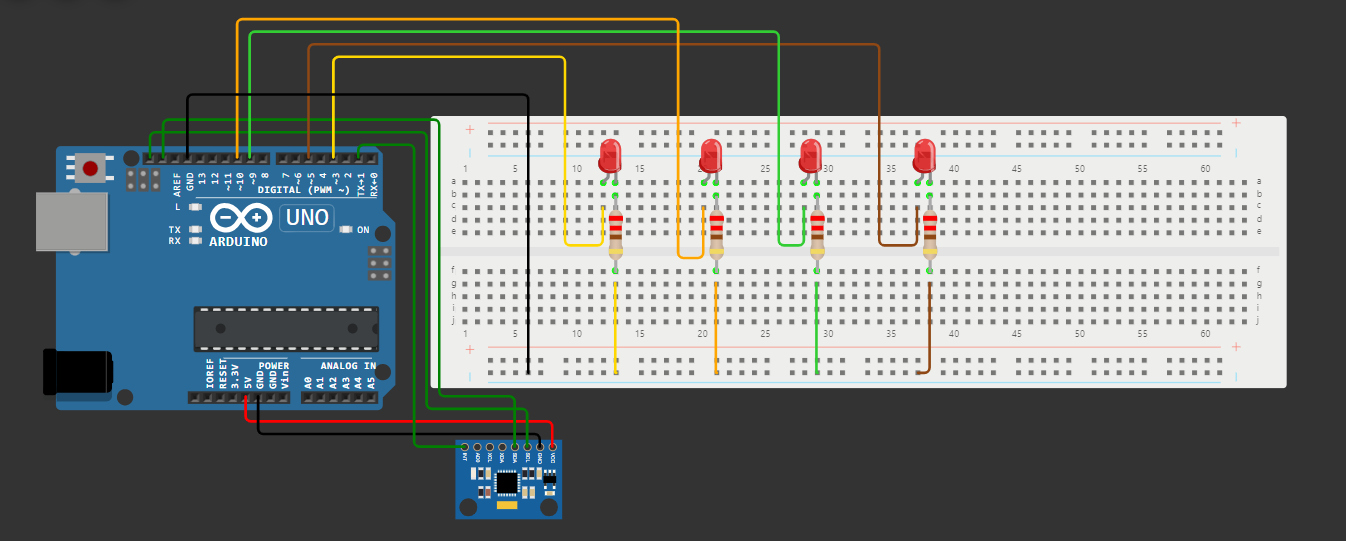 AREF
GND
13
12
~11
~10
~9
8
7
~6
~5
4
~3
2
TX→1
RX←0
DIGITAL (PWM ~)
L
TX
RX
UNO
ARDUINO
ON
IOREF
RESET
3.3V
5V
GND
GND
Vin
POWER
ANALOG IN
A0
A1
A2
A3
A4
A5
+ +
1 5 10 15 20 25 30 35 40 45 50 55 60
a a
b b
c c
d d
e e
f f
g g
h h
i i
j j
1 5 10 15 20 25 30 35 40 45 50 55 60
+ +
INT
AD0
XCL
XDA
SDA
SCL
GND
VCC